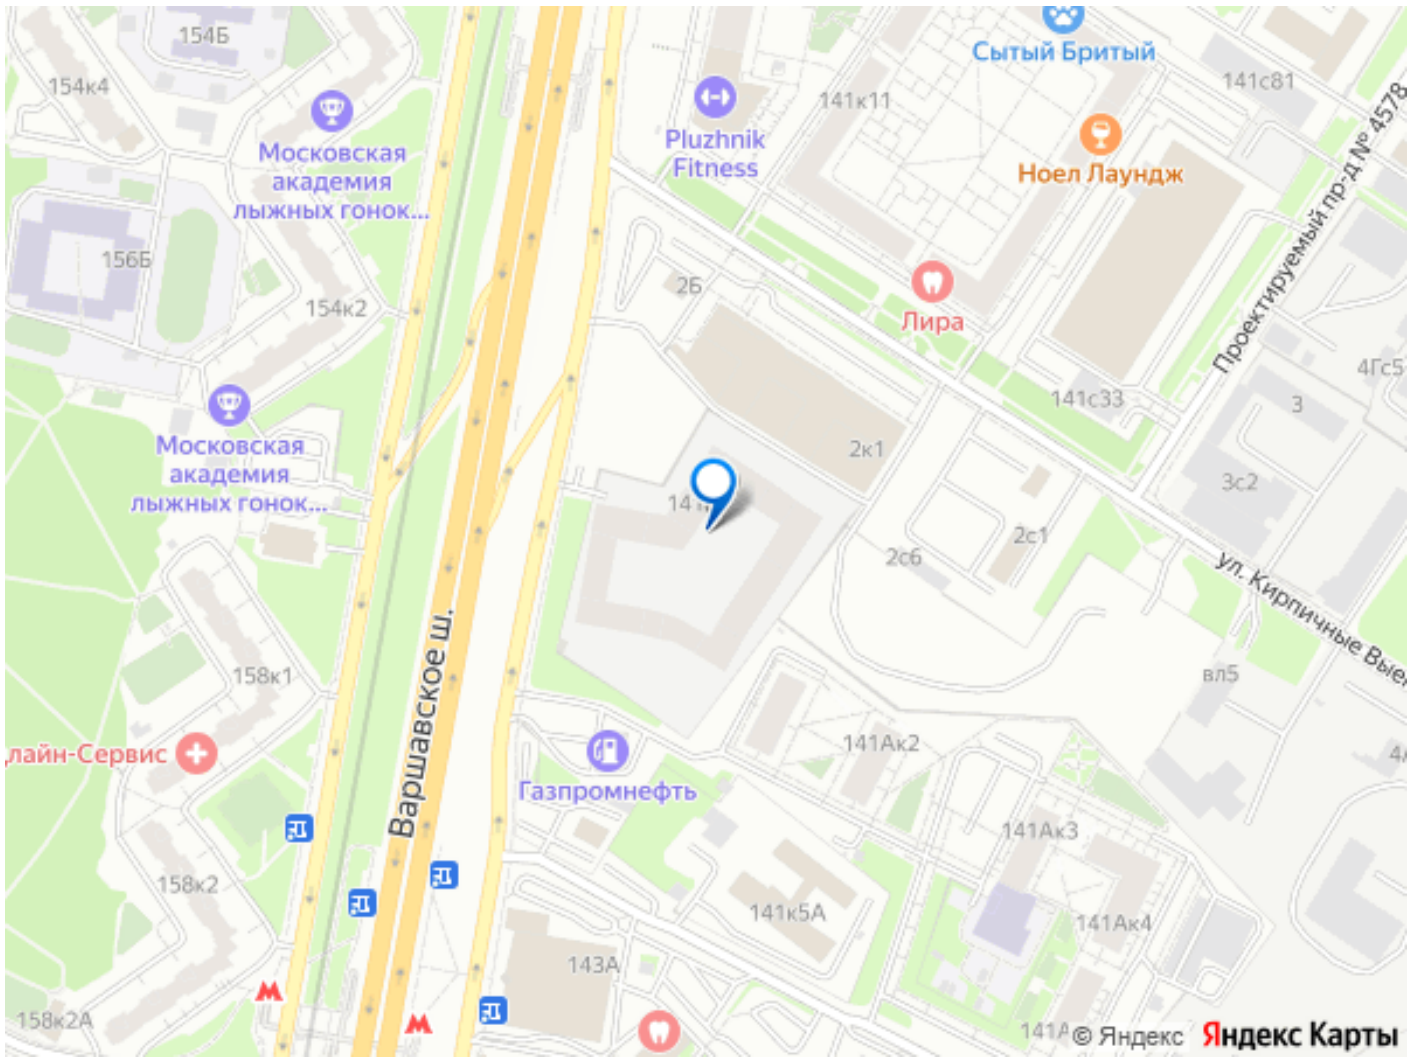 154Б
154к4
Московская
академия
лыжных гонок...
156Б
154к2
Московская
академия
лыжных гонок...
Pluzhnik
Fitness
141к11
Сытый Бритый
141с81
Ноел Лаундж
Проектируемый пр-д № 4578
2Б
Лира
141с33
4Гс5
3
2к1
3с2
14
2с6
2с1
ул. Кирпичные Вые
вл5
158к1
Варшавское ш.
лайн-Сервис
Газпромнефть
141Ак2
141Ак3
158к2
141к5А
141Ак4
143А
158к2А
141А
© Яндекс
Яндекс Карты